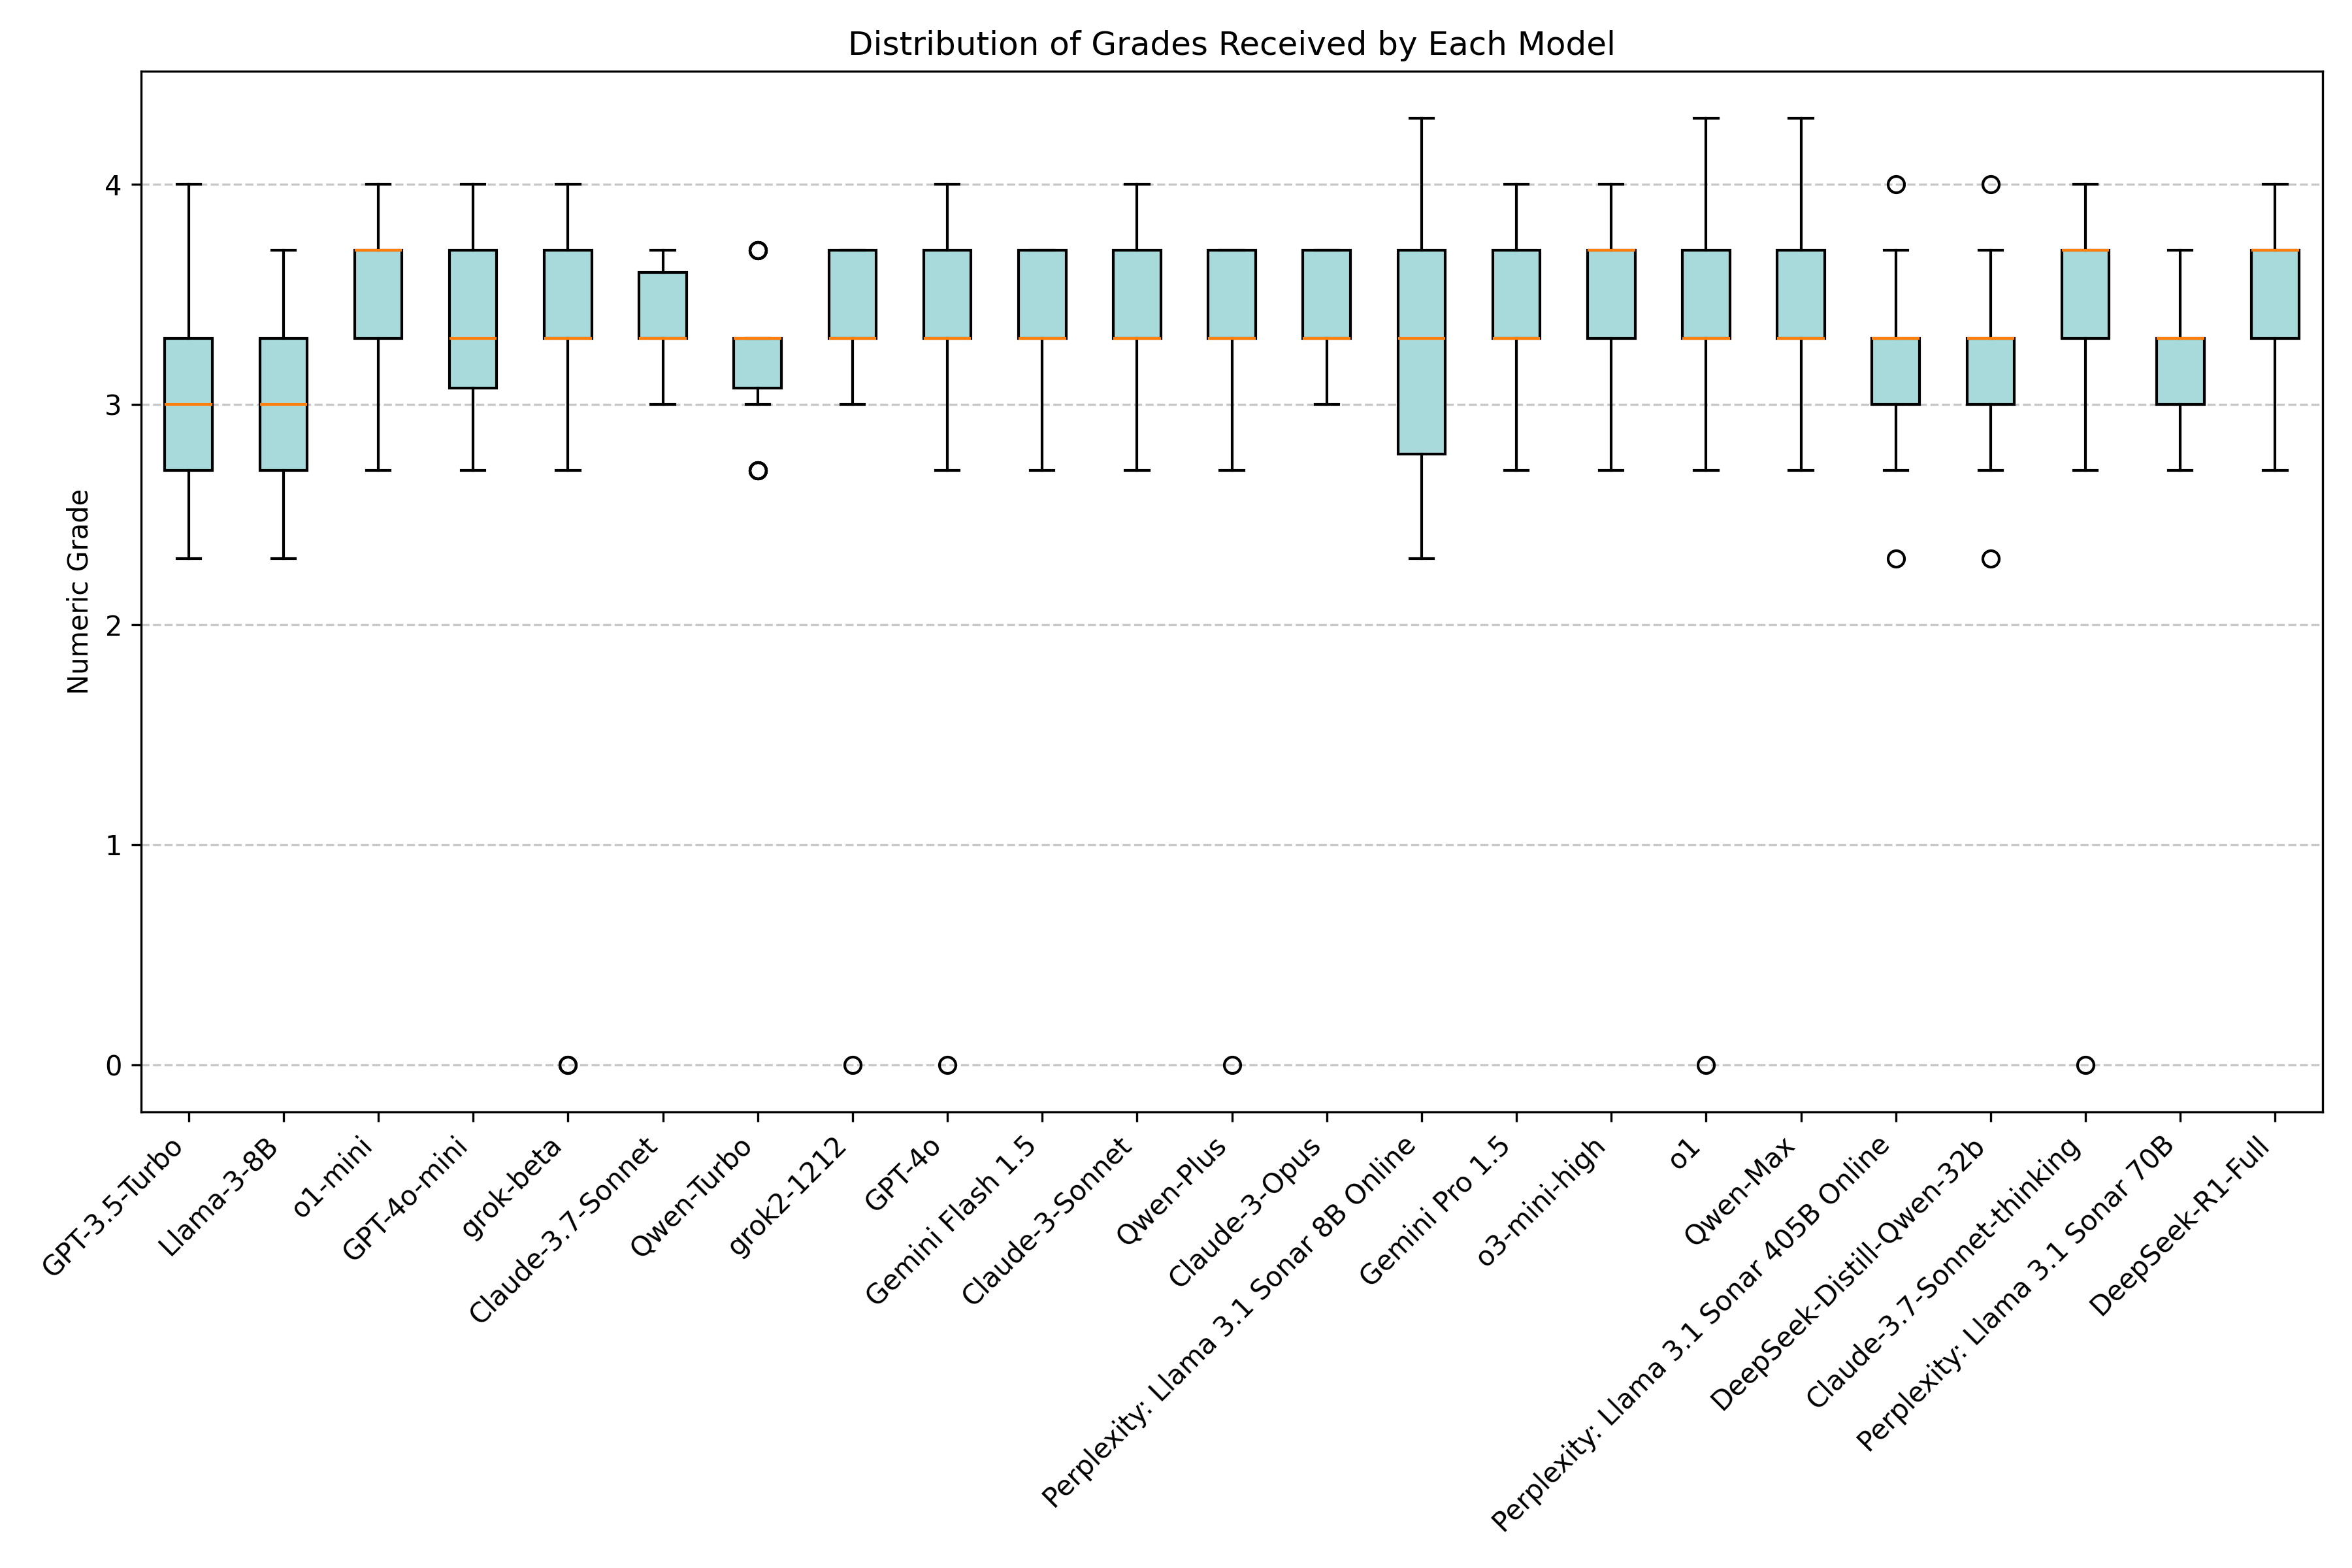 Distribution of Grades Received by Each Model
Numeric Grade
4
3
2
1
0
GPT-3.5-Turbo
Llama-3-8B
o1-mini
GPT-4o-mini
grok-beta
Claude-3.7-Sonnet
Qwen-Turbo
grok2-1212
GPT-4o
Gemini Flash 1.5
Claude-3-Sonnet
Qwen-Plus
Claude-3-Opus
Perplexity: Llama 3.1 Sonar 8B Online
Gemini Pro 1.5
o3-mini-high
o1
Qwen-Max
Perplexity: Llama 3.1 Sonar 405B Online
DeepSeek-Distill-Qwen-32b
Claude-3.7-Sonnet-thinking
Perplexity: Llama 3.1 Sonar 70B
DeepSeek-R1-Full